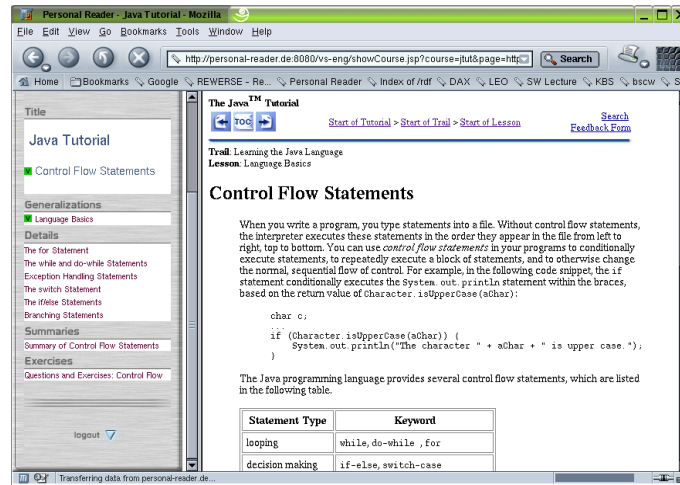 Personal Reader - Java Tutorial - Mozilla
File Edit View Go Bookmarks Tools Window Help
http://personal-reader.de:8080/vs-eng/showCourse.jsp?course=jtut&page=http
Search
Home Bookmarks Google REWERSE - Re... Personal Reader Index of /rdf DAX LEO SW Lecture KBS bscw S
Title
Java Tutorial
Control Flow Statements
Generalizations
Language Basics
Details
The for Statement
The while and do-while Statements
Exception Handling Statements
The switch Statement
The if/else Statements
Branching Statements
Summaries
Summary of Control Flow Statements
Exercises
Questions and Exercises: Control Flow
logout
The Java™ Tutorial
TOC
Start of Tutorial > Start of Trail > Start of Lesson
Search
Feedback Form
Trail: Learning the Java Language
Lesson: Language Basics
Control Flow Statements
When you write a program, you type statements into a file. Without control flow statements,
the interpreter executes these statements in the order they appear in the file from left to
right, top to bottom. You can use control flow statements in your programs to conditionally
execute statements, to repeatedly execute a block of statements, and to otherwise change
the normal, sequential flow of control. For example, in the following code snippet, the if
statement conditionally executes the System.out.println statement within the braces,
based on the return value of Character.isUpperCase(aChar):
char c;
...
if (Character.isUpperCase(aChar)) {
System.out.println("The character " + aChar + " is upper case.");
}
The Java programming language provides several control flow statements, which are listed
in the following table.
Statement Type Keyword
looping while, do-while , for
decision making if-else, switch-case
Transferring data from personal-reader.de...